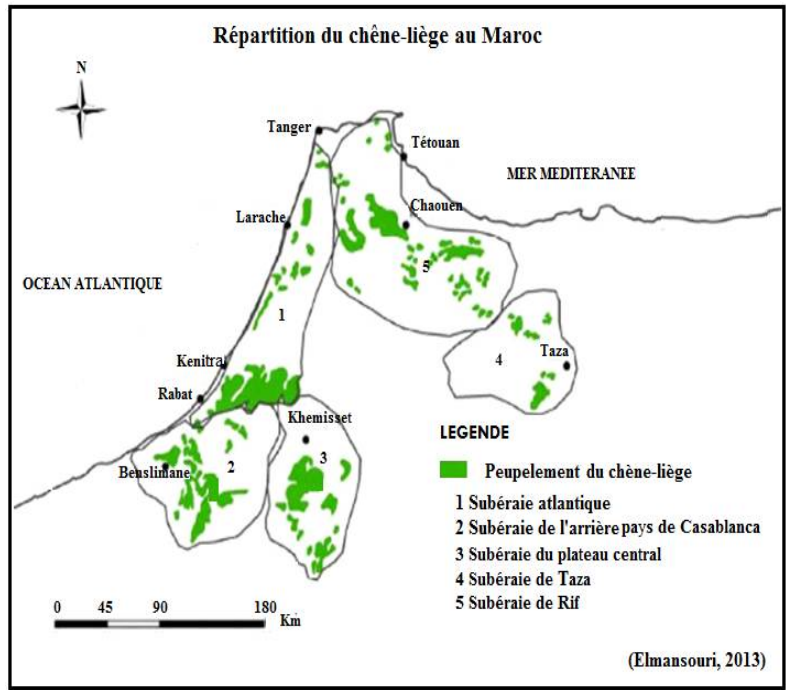 Répartition du chêne-liège au Maroc
N
Tanger
Tétouan
MER MEDITERANEE
Larache
Chaouen
5
OCEAN ATLANTIQUE
1
Kenitra
4
Taza
Rabat
Khemisset
3
2
Benslimane
LEGENDE
Peupelement du chène-liège
1 Subéraie atlantique
2 Subéraie de l'arrière pays de Casablanca
3 Subéraie du plateau central
4 Subéraie de Taza
5 Subéraie de Rif
0 45 90 180
Km
(Elmansouri, 2013)